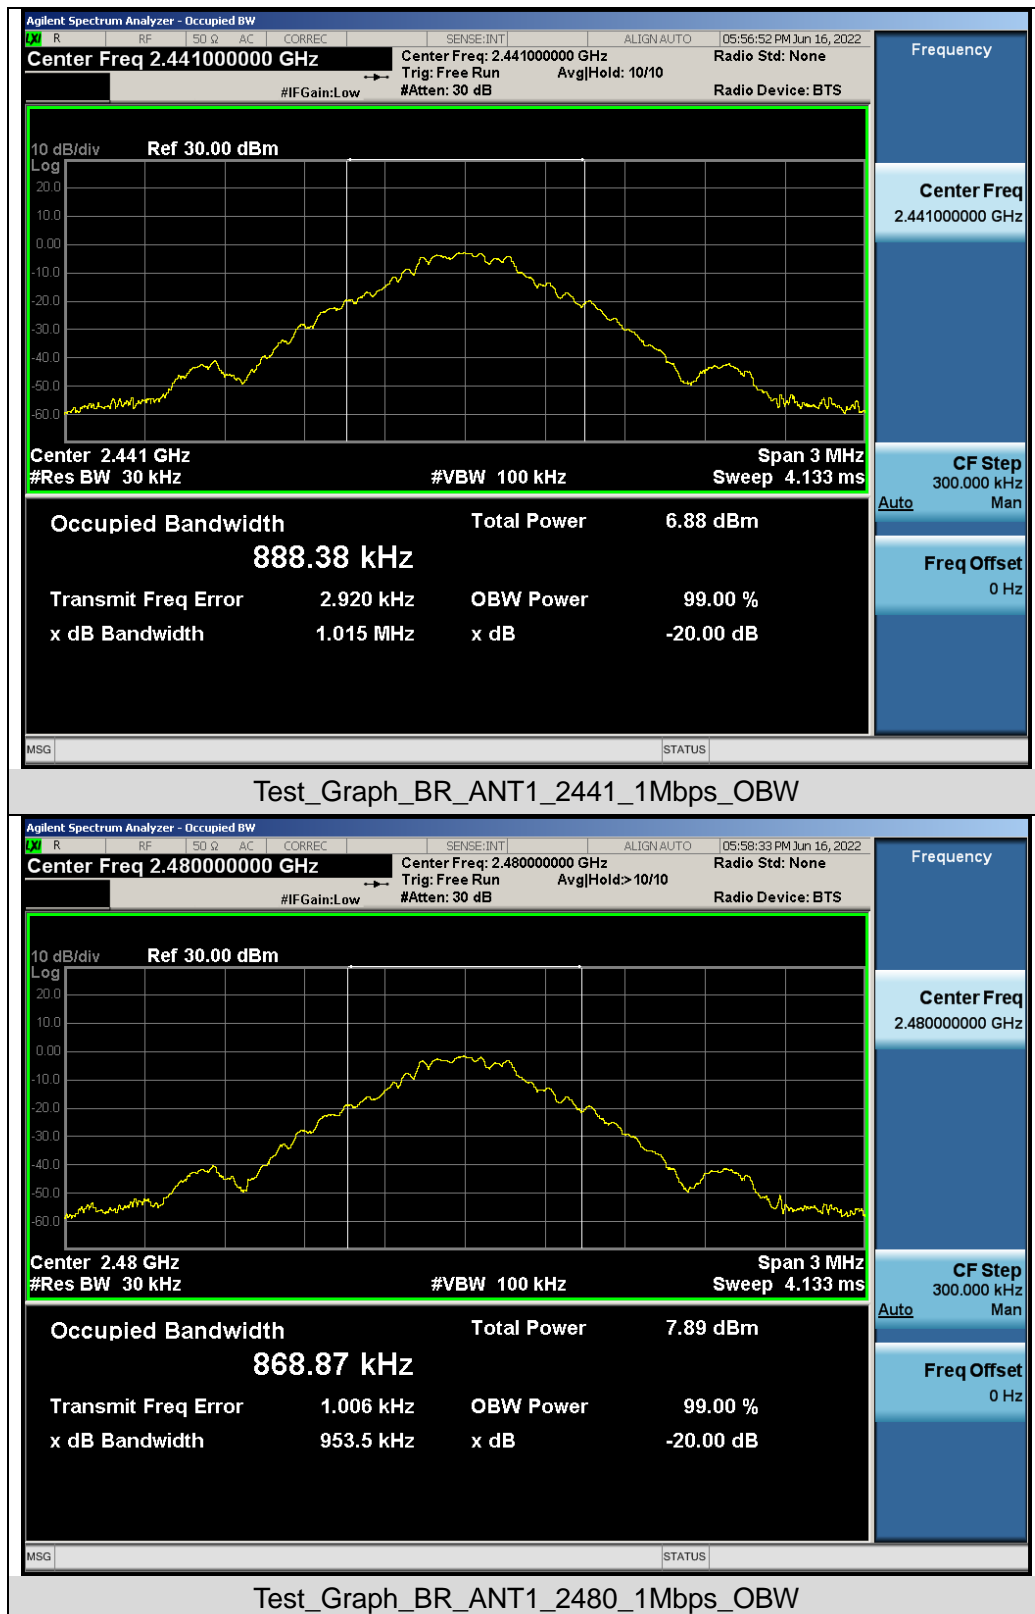 Agilent Spectrum Analyzer - Occupied BW
LXI R RF 50 Ω AC CORREC SENSE:INT ALIGN AUTO 05:56:52 PM Jun 16, 2022
Center Freq 2.441000000 GHz
Center Freq: 2.441000000 GHz Radio Std: None
Trig: Free Run Avg|Hold: 10/10
#IFGain:Low #Atten: 30 dB Radio Device: BTS
Frequency
10 dB/div Ref 30.00 dBm
Log
20.0
10.0
0.00
-10.0
-20.0
-30.0
-40.0
-50.0
-60.0
Center 2.441 GHz Span 3 MHz
#Res BW 30 kHz #VBW 100 kHz Sweep 4.133 ms
Center Freq
2.441000000 GHz
CF Step
300.000 kHz
Auto Man
Freq Offset
0 Hz
Occupied Bandwidth Total Power 6.88 dBm
888.38 kHz
Transmit Freq Error 2.920 kHz OBW Power 99.00 %
x dB Bandwidth 1.015 MHz x dB -20.00 dB
MSG STATUS
Test_Graph_BR_ANT1_2441_1Mbps_OBW
Agilent Spectrum Analyzer - Occupied BW
LXI R RF 50 Ω AC CORREC SENSE:INT ALIGN AUTO 05:58:33 PM Jun 16, 2022
Center Freq 2.480000000 GHz
Center Freq: 2.480000000 GHz Radio Std: None
Trig: Free Run Avg|Hold:> 10/10
#IFGain:Low #Atten: 30 dB Radio Device: BTS
Frequency
10 dB/div Ref 30.00 dBm
Log
20.0
10.0
0.00
-10.0
-20.0
-30.0
-40.0
-50.0
-60.0
Center 2.48 GHz Span 3 MHz
#Res BW 30 kHz #VBW 100 kHz Sweep 4.133 ms
Center Freq
2.480000000 GHz
CF Step
300.000 kHz
Auto Man
Freq Offset
0 Hz
Occupied Bandwidth Total Power 7.89 dBm
868.87 kHz
Transmit Freq Error 1.006 kHz OBW Power 99.00 %
x dB Bandwidth 953.5 kHz x dB -20.00 dB
MSG STATUS
Test_Graph_BR_ANT1_2480_1Mbps_OBW